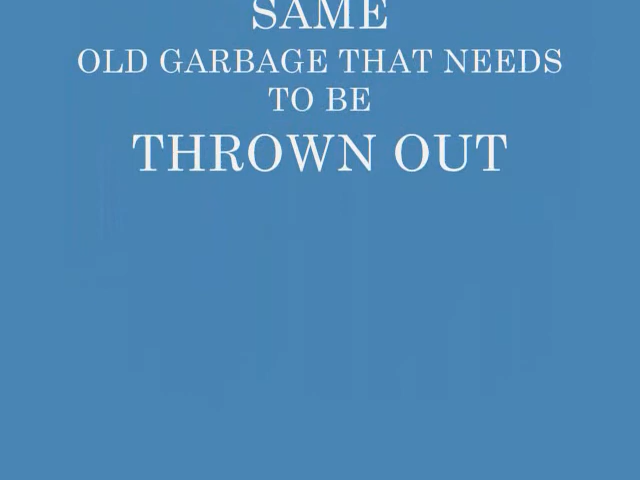 SAME
OLD GARBAGE THAT NEEDS
TO BE
THROWN OUT